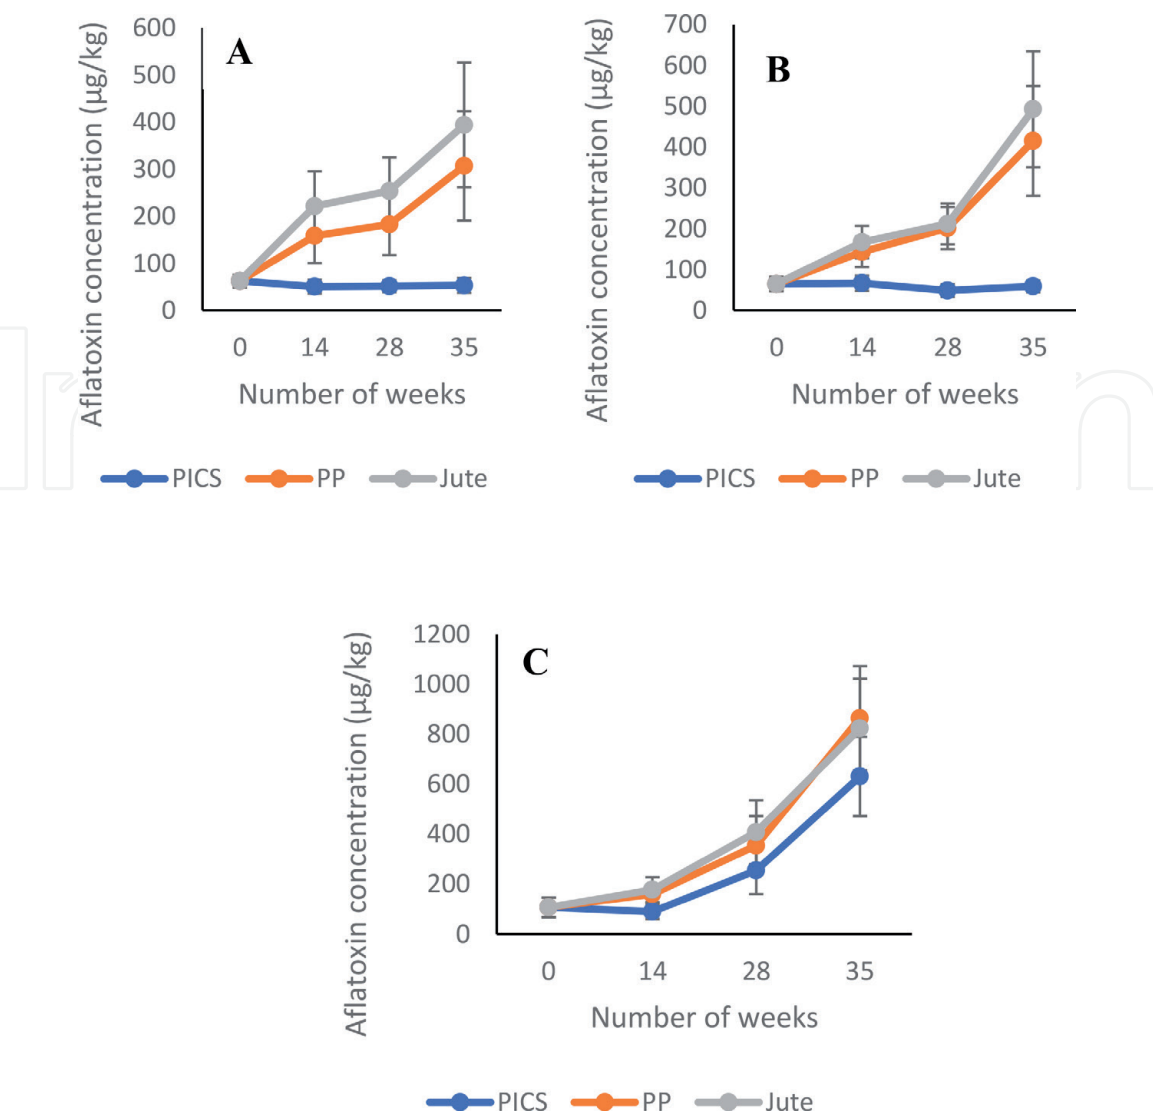 A
Aflatoxin concentration (µg/kg)
600
500
400
300
200
100
0
0 14 28 35
Number of weeks
PICS PP Jute
B
Aflatoxin concentration (µg/kg)
700
600
500
400
300
200
100
0
0 14 28 35
Number of weeks
PICS PP Jute
C
Aflatoxin concentration (µg/kg)
1200
1000
800
600
400
200
0
0 14 28 35
Number of weeks
PICS PP Jute